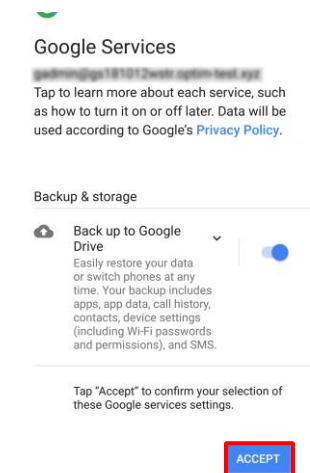 Google Services
Tap to learn more about each service, such
as how to turn it on or off later. Data will be
used according to Google's Privacy Policy.
Backup & storage
Back up to Google
Drive
Easily restore your data
or switch phones at any
time. Your backup includes
apps, app data, call history,
contacts, device settings
(including Wi-Fi passwords
and permissions), and SMS.
Tap "Accept" to confirm your selection of
these Google services settings.
ACCEPT